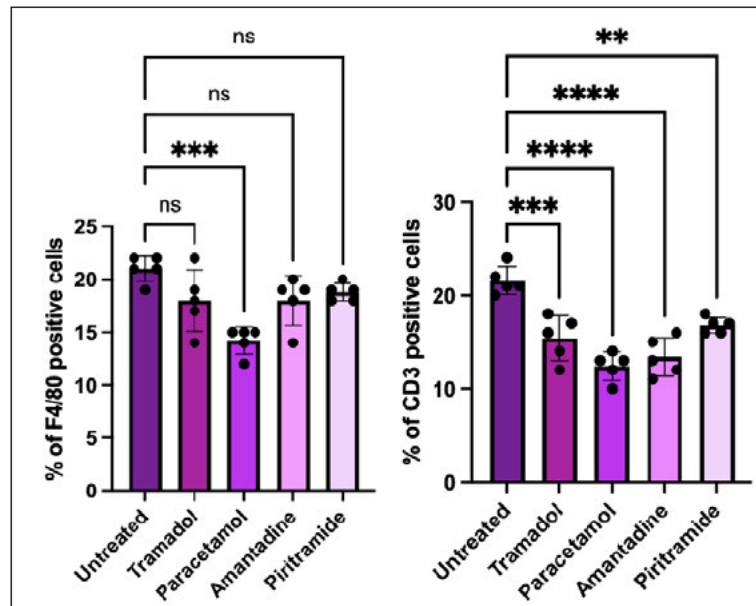 ns
ns
***
ns
% of F4/80 positive cells
25
20
15
10
5
0
Untreated
Tramadol
Paracetamol
Amantadine
Piritramide
**
****
****
***
% of CD3 positive cells
30
20
10
0
Untreated
Tramadol
Paracetamol
Amantadine
Piritramide